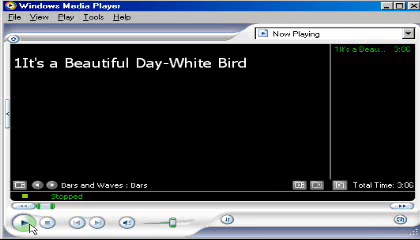 Windows Media Player
File View Play Tools Help
Now Playing
1It's a Beautiful Day-White Bird
1It's a Beau... 3:06
Bars and Waves : Bars
Total Time: 3:06
Stopped